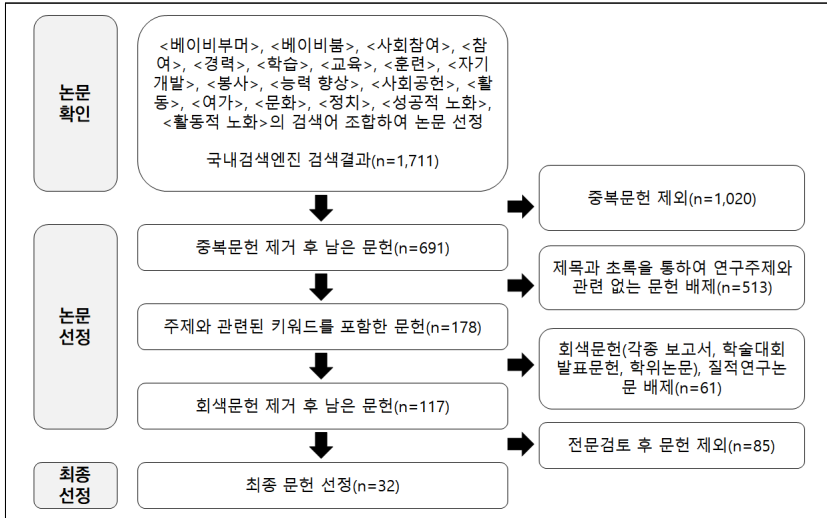 논문
확인
<베이비부머>, <베이비붐>, <사회참여>, <참
여>, <경력>, <학습>, <교육>, <훈련>, <자기
개발>, <봉사>, <능력 향상>, <사회공헌>, <활
동>, <여가>, <문화>, <정치>, <성공적 노화>,
<활동적 노화>의 검색어 조합하여 논문 선정
국내검색엔진 검색결과(n=1,711)
중복문헌 제외(n=1,020)
논문
선정
중복문헌 제거 후 남은 문헌(n=691)
제목과 초록을 통하여 연구주제와
관련 없는 문헌 배제(n=513)
주제와 관련된 키워드를 포함한 문헌(n=178)
회색문헌(각종 보고서, 학술대회
발표문헌, 학위논문), 질적연구논
문 배제(n=61)
회색문헌 제거 후 남은 문헌(n=117)
전문검토 후 문헌 제외(n=85)
최종
선정
최종 문헌 선정(n=32)